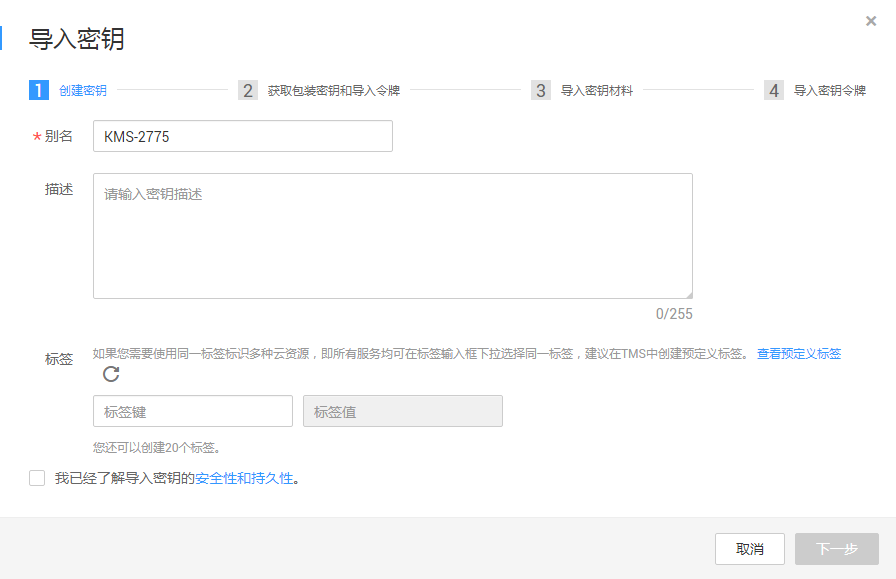 导入密钥
1 创建密钥 2 获取包装密钥和导入令牌 3 导入密钥材料 4 导入密钥令牌
* 别名 KMS-2775
描述 请输入密钥描述
0/255
标签 如果您需要使用同一标签标识多种云资源，即所有服务均可在标签输入框下拉选择同一标签，建议在TMS中创建预定义标签。 查看预定义标签
标签键 标签值
您还可以创建20个标签。
我已经了解导入密钥的安全性和持久性。
取消 下一步